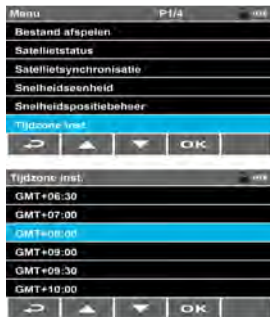 Menu P1/4
Bestand afspelen
Satellietstatus
Satellietsynchronisatie
Snelheidseenheid
Snelheidspositiebeheer
Tijdzone inst.
OK
Tijdzone inst.
GMT+06:30
GMT+07:00
GMT+08:00
GMT+09:00
GMT+09:30
GMT+10:00
OK